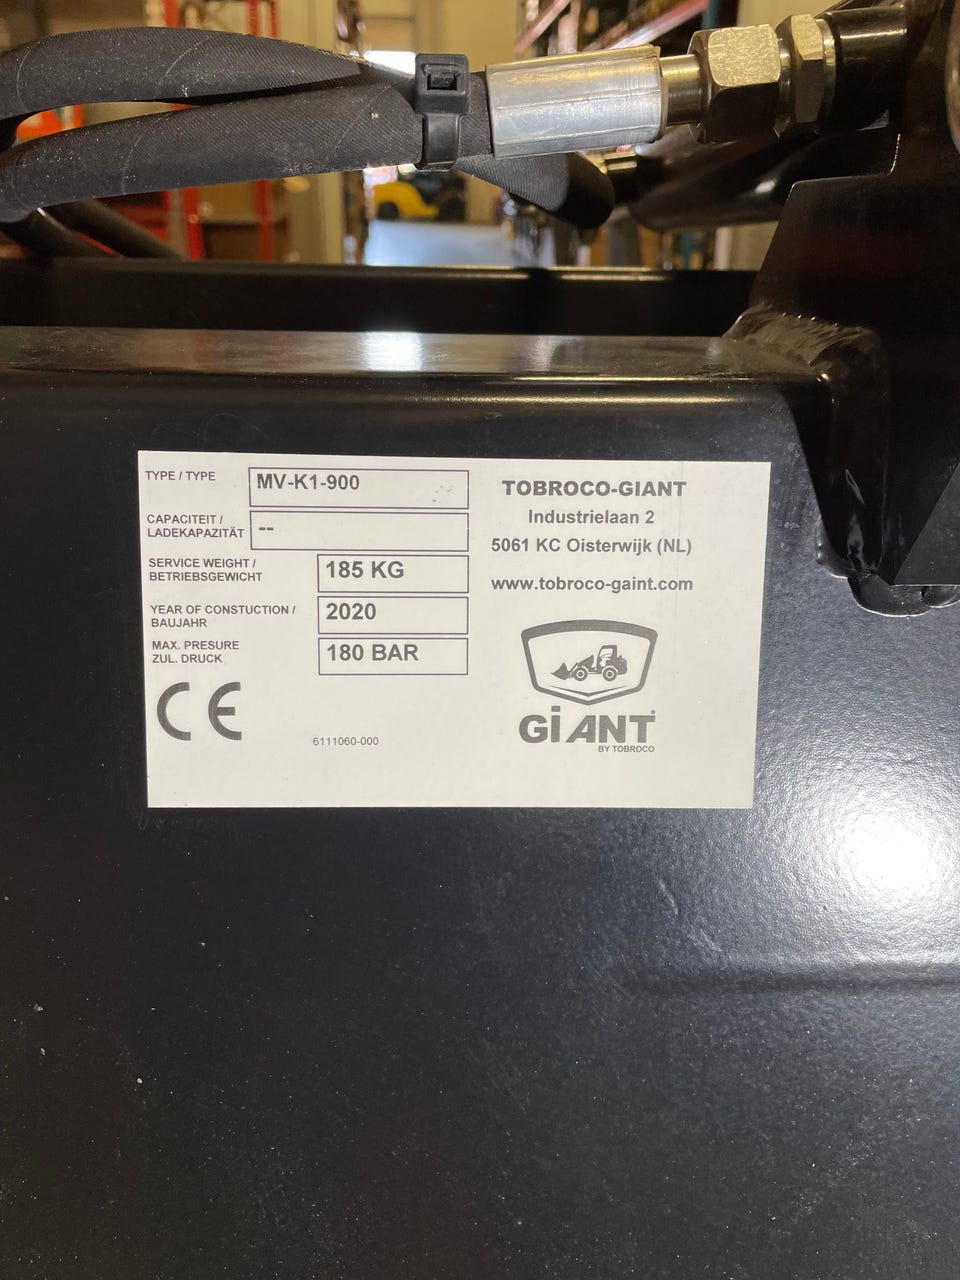 TYPE / TYPE MV-K1-900
CAPACITEIT /
LADEKAPAZITÄT --
SERVICE WEIGHT /
BETRIEBSGEWICHT 185 KG
YEAR OF CONSTUCTION /
BAUJAHR 2020
MAX. PRESURE
ZUL. DRUCK 180 BAR
CE
6111060-000
TOBROCO-GIANT
Industrielaan 2
5061 KC Oisterwijk (NL)
www.tobroco-gaint.com
GiANT
BY TOBROCO